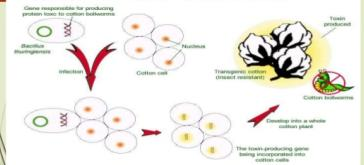 Gene responsible for producing
protein toxic to cotton bollworms
Bacillus
thuringiensis
Infection
Nucleus
Cotton cell
Toxin
produced
Transgenic cotton
(insect resistant)
Cotton bollworms
Develop into a whole
cotton plant
The toxin-producing gene
being incorporated into
cotton cells